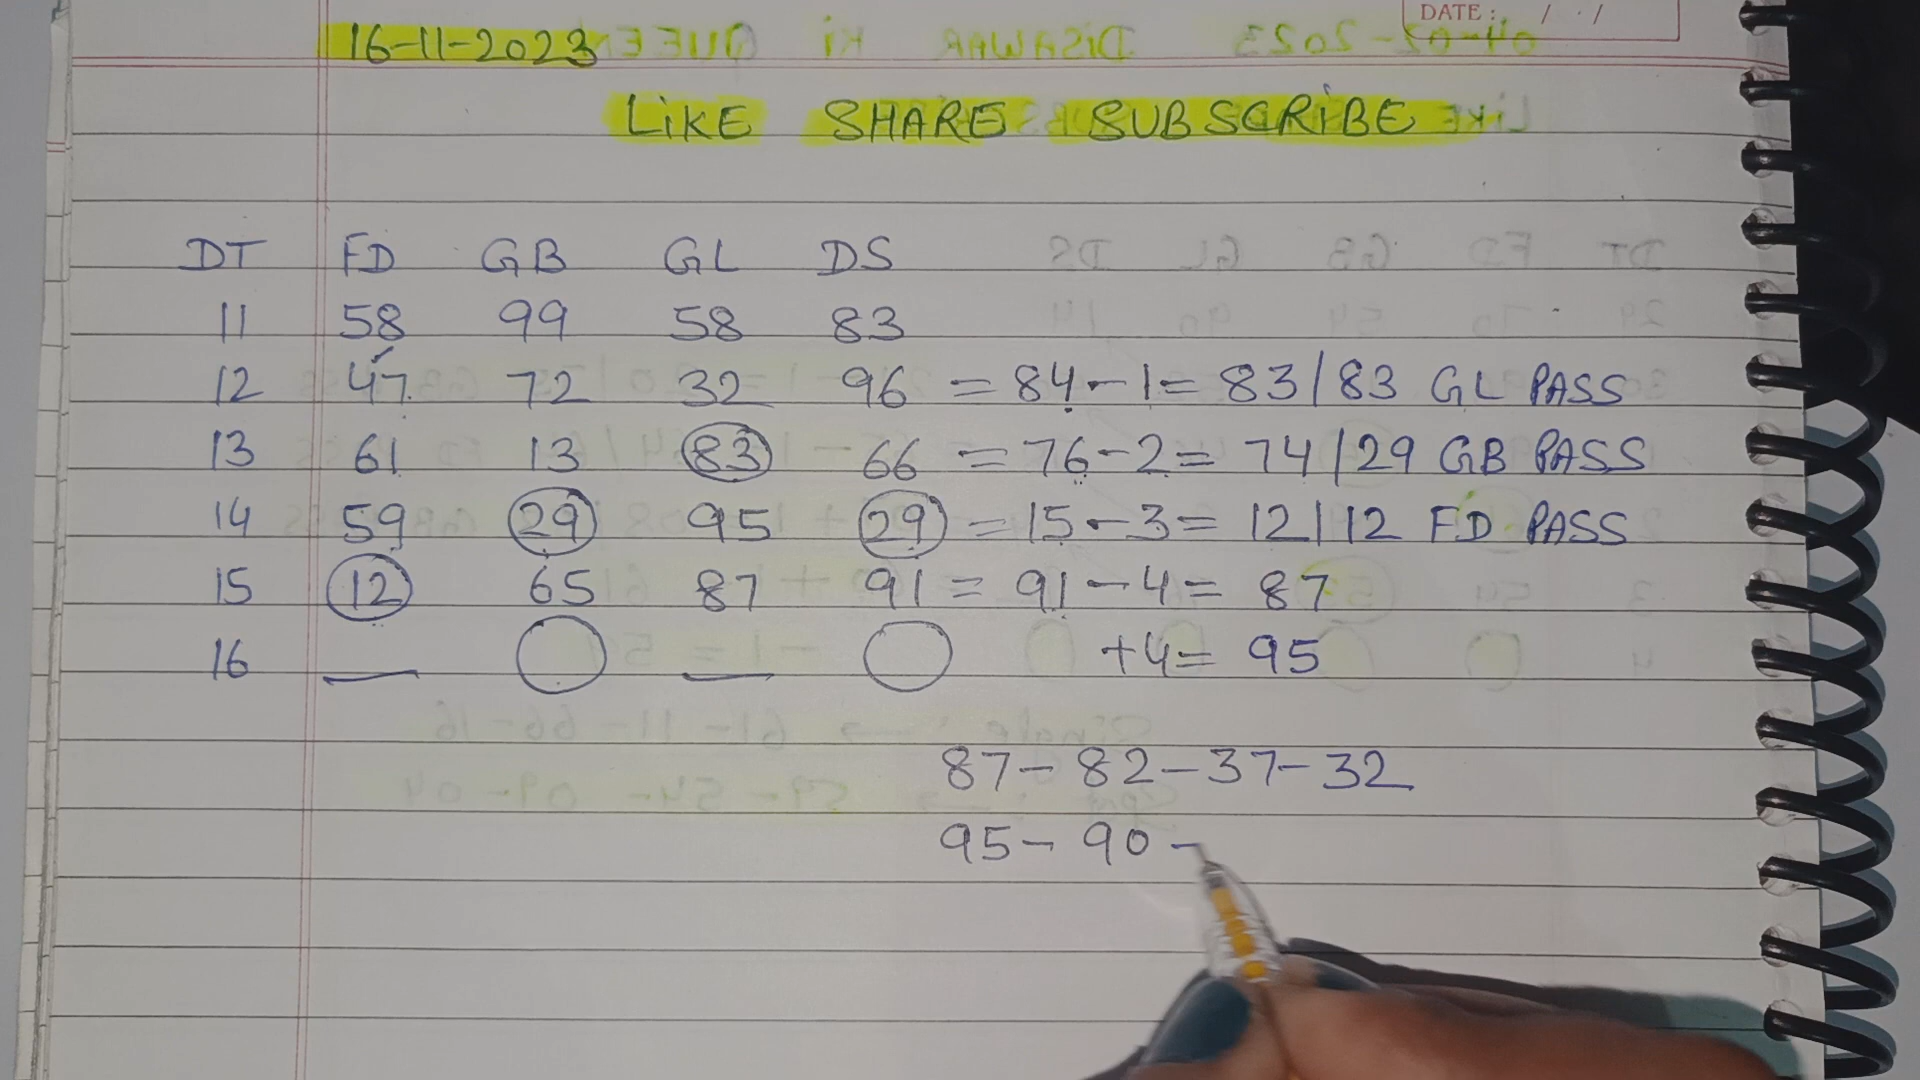 DATE: / /
16-11-2023
LiKE SHARE SUBSCRiBE
DT FD GB GL DS
11 58 99 58 83
12 47 72 32 96 = 84-1= 83/83 GL PASS
13 61 13 83 66 = 76-2= 74/29 GB PASS
14 59 29 95 29 = 15-3= 12/12 FD PASS
15 12 65 87 91 = 91-4= 87
16 — — +4= 95
87-82-37-32
95-90-